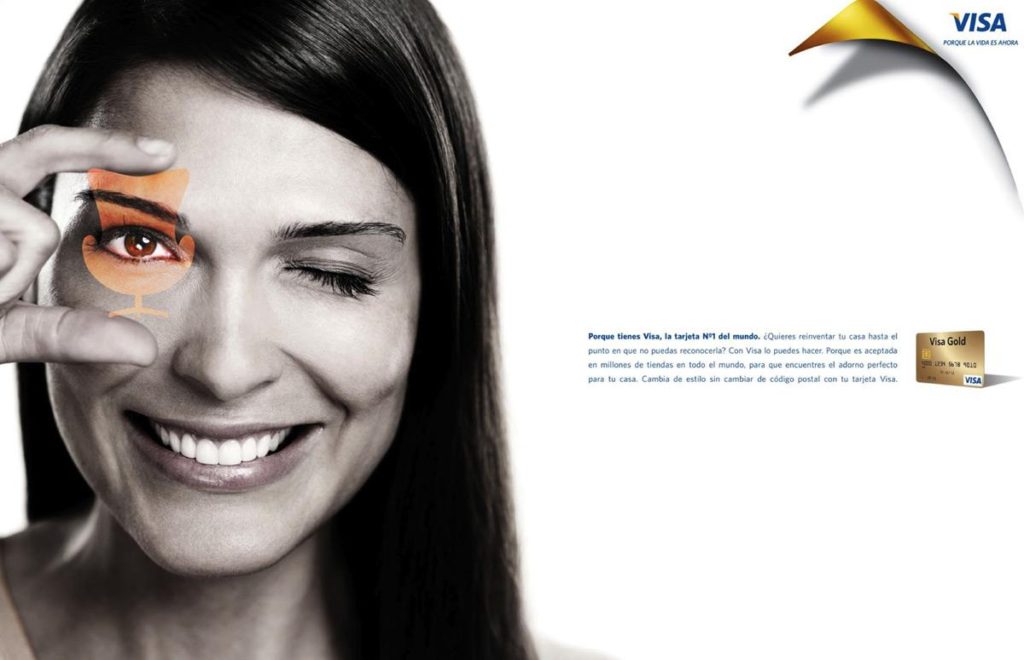 VISA
PORQUE LA VIDA ES AHORA
Porque tienes Visa, la tarjeta Nº1 del mundo. ¿Quieres reinventar tu casa hasta el
punto en que no puedas reconocerla? Con Visa lo puedes hacer. Porque es aceptada
en millones de tiendas en todo el mundo, para que encuentres el adorno perfecto
para tu casa. Cambia de estilo sin cambiar de código postal con tu tarjeta Visa.
Visa Gold
VISA